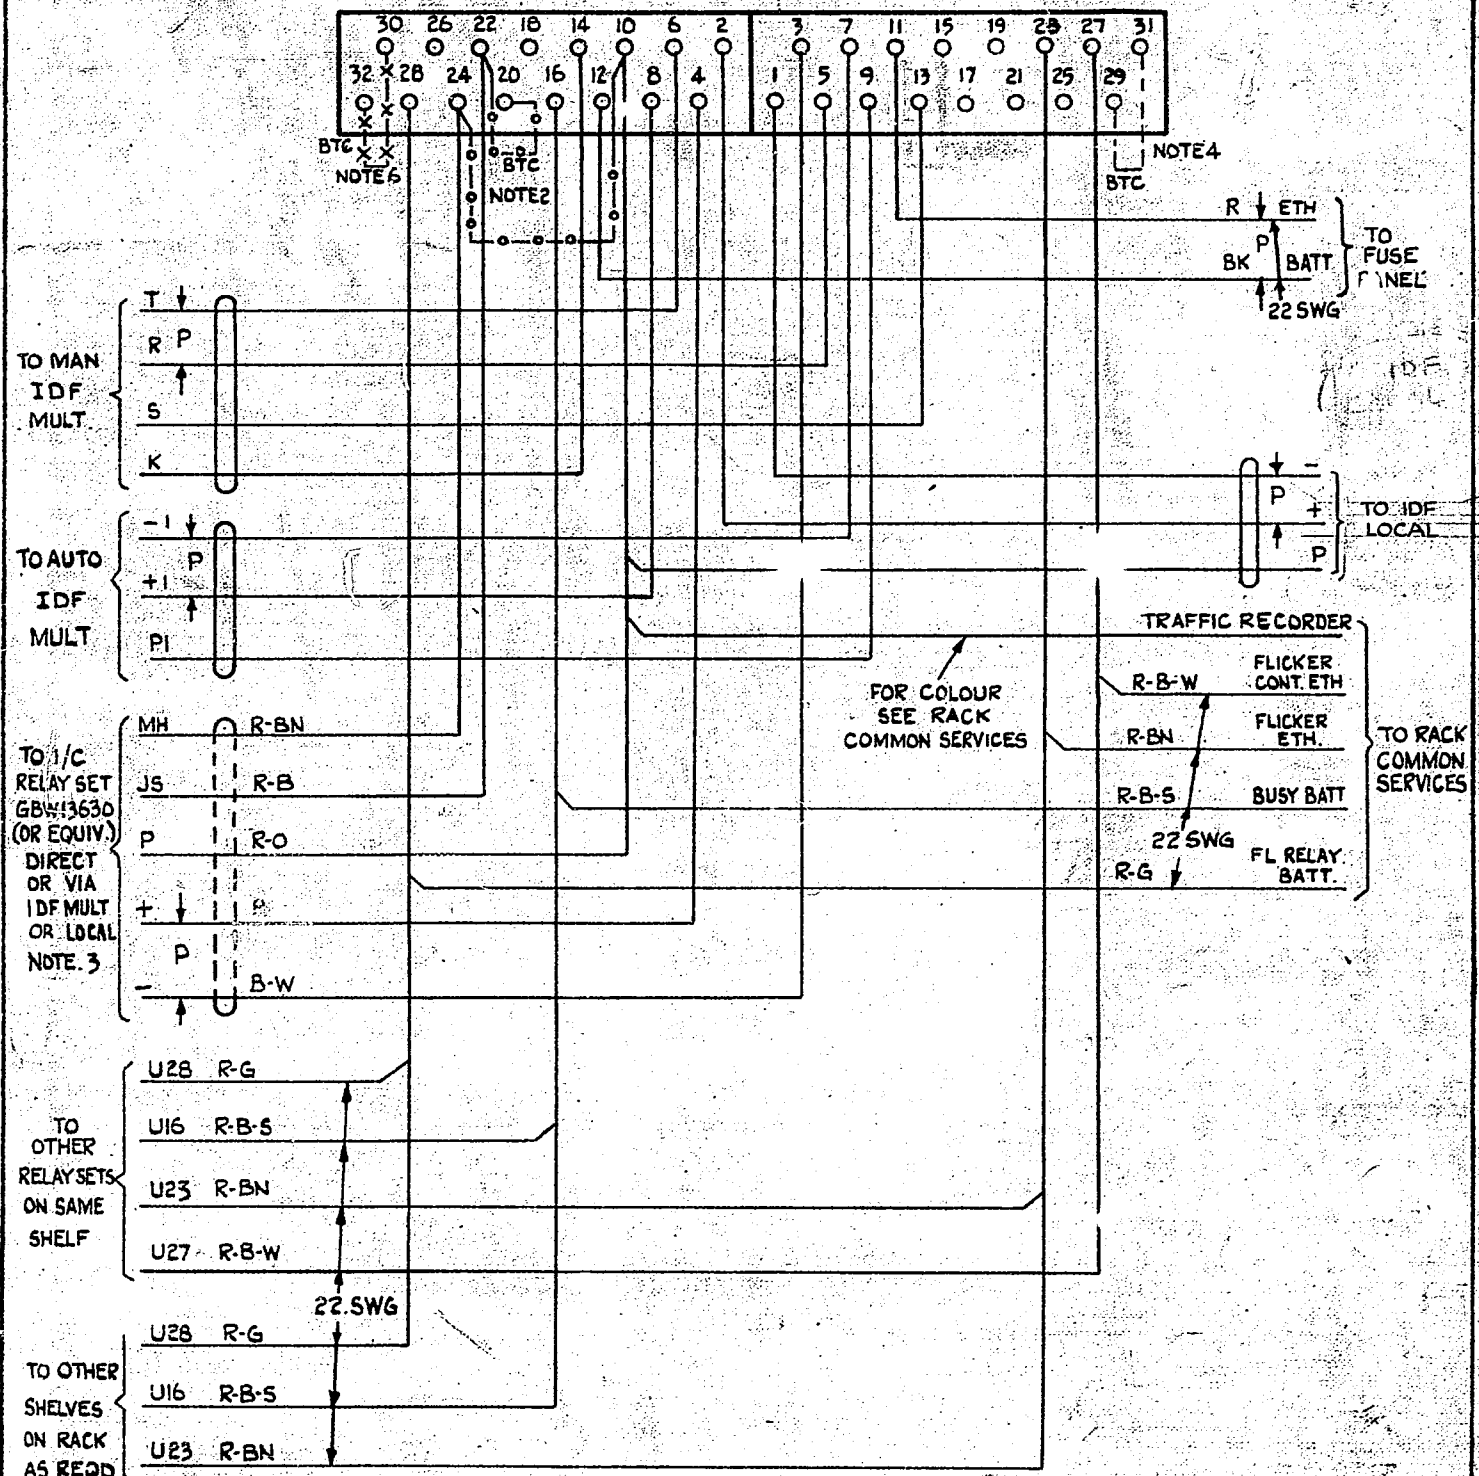 30 26 22 18 14 10 6 2 3 7 11 15 19 23 27 31
32 28 24 20 16 12 8 4 1 5 9 13 17 21 25 29
BTC
NOTE 6
BTC
NOTE 2
NOTE 4
BTC
R ETH
P
BK BATT
22 SWG
TO
FUSE
TO MAN
IDF
MULT.
T
R P
S
K
IDF
TO AUTO
IDF
MULT
-1
P
+1
P1
-
P
+
P
TO IDF
LOCAL
TRAFFIC RECORDER
FOR COLOUR
SEE RACK
COMMON SERVICES
R-B-W FLICKER
CONT. ETH
R-BN FLICKER
ETH.
R-B-S BUSY BATT
22 SWG
R-G FL RELAY
BATT.
TO RACK
COMMON
SERVICES
TO I/C
RELAY SET
GBW13630
(OR EQUIV.)
DIRECT
OR VIA
IDF MULT
OR LOCAL
NOTE. 3
MH R-BN
JS R-B
P R-O
+
P
- B-W
TO
OTHER
RELAY SETS
ON SAME
SHELF
U28 R-G
U16 R-B-S
U23 R-BN
U27 R-B-W
22.SWG
TO OTHER
SHELVES
ON RACK
AS REQD
U28 R-G
U16 R-B-S
U23 R-BN